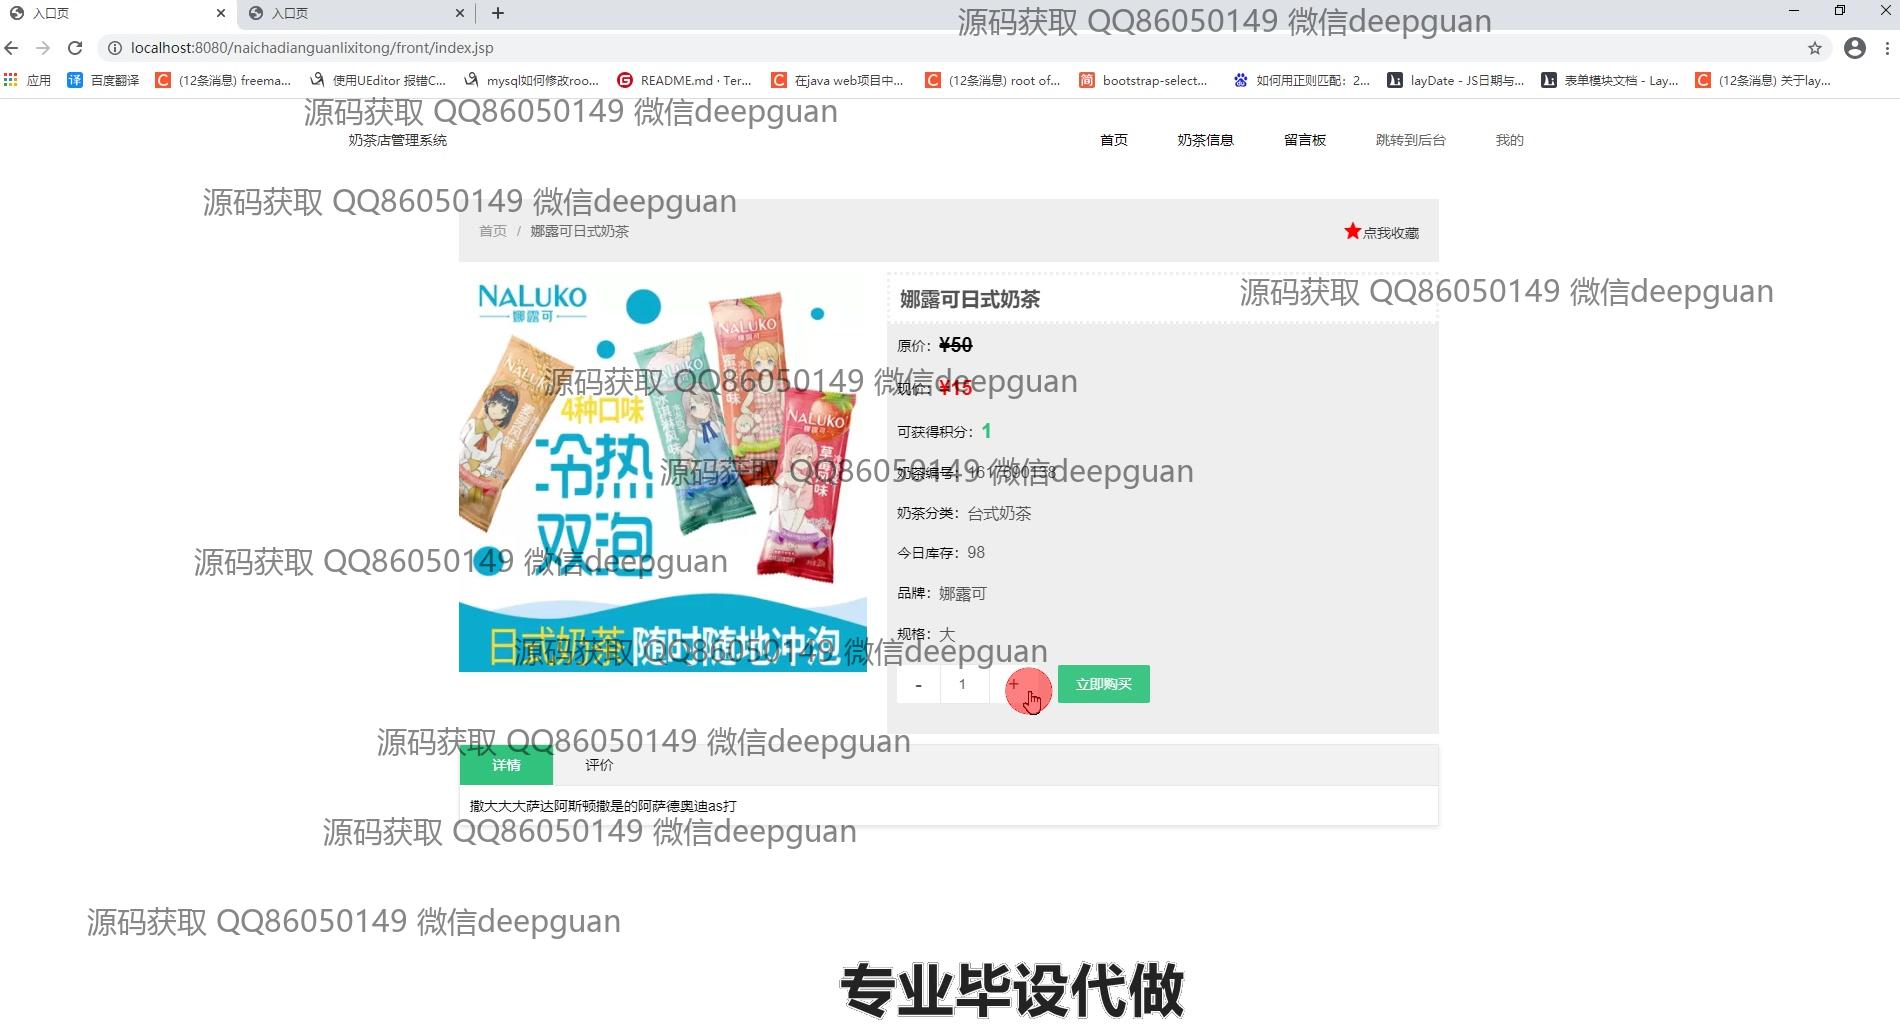 入口页
入口页
源码获取 QQ86050149 微信deepguan
localhost:8080/naichadianguanlixitong/front/index.jsp
应用 百度翻译 (12条消息) freema... 使用UEditor 报错C... mysql如何修改roo... README.md · Ter... 在java web项目中... (12条消息) root of... bootstrap-select... 如何用正则匹配：2... layDate - JS日期与... 表单模块文档 - Lay... (12条消息) 关于lay...
源码获取 QQ86050149 微信deepguan
奶茶店管理系统 首页 奶茶信息 留言板 跳转到后台 我的
源码获取 QQ86050149 微信deepguan
首页 / 娜露可日式奶茶 点我收藏
NALUKO
娜露可
4种口味
冷热
双泡
日式奶茶 随时随地冲泡
娜露可日式奶茶
源码获取 QQ86050149 微信deepguan
原价：¥50
现价：¥15
源码获取 QQ86050149 微信deepguan
可获得积分：1
奶茶编号：
源码获取 QQ86050149 微信deepguan
奶茶分类：台式奶茶
今日库存：98
源码获取 QQ86050149 微信deepguan
品牌：娜露可
规格：大
源码获取 QQ86050149 微信deepguan
- 1 + 立即购买
源码获取 QQ86050149 微信deepguan
详情 评价
撒大大大萨达阿斯顿撒是的阿萨德奥迪as打
源码获取 QQ86050149 微信deepguan
源码获取 QQ86050149 微信deepguan
专业毕设代做